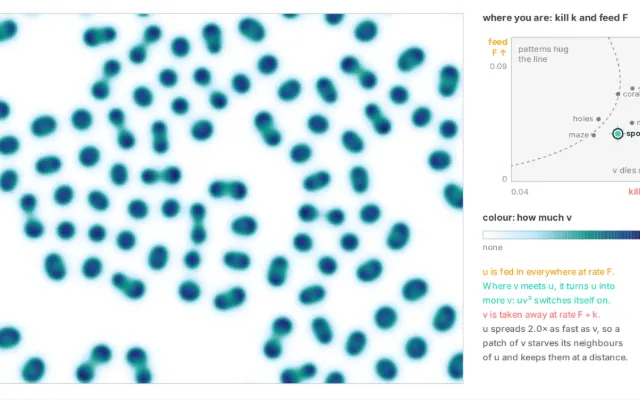 where you are: kill k and feed F
feed
F ↑
0.09
patterns hug
the line
coral
holes
maze
spo
v dies
0
0.04
kill
colour: how much v
none
u is fed in everywhere at rate F.
Where v meets u, it turns u into
more v: uv² switches itself on.
v is taken away at rate F + k.
u spreads 2.0× as fast as v, so a
patch of v starves its neighbours
of u and keeps them at a distance.